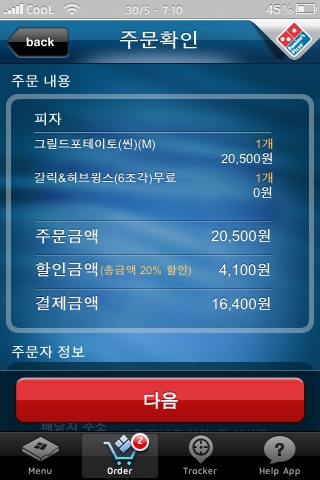 CooL 30/5 - 7:10 45%
back
주문확인
Domino's Pizza
주문 내용
피자
그릴드포테이토(씬)(M) 1개
20,500원
갈릭&허브윙스(6조각)무료 1개
0원
주문금액 20,500원
할인금액(총금액 20% 할인) 4,100원
결제금액 16,400원
주문자 정보
다음
배달지 주소
2
Menu Order Tracker Help App